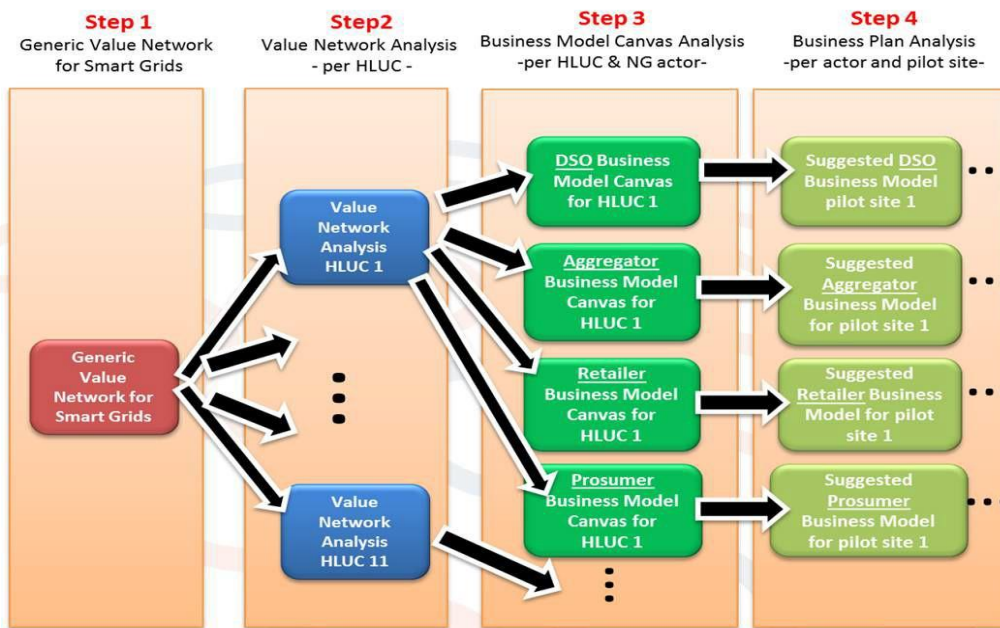 Step 1
Generic Value Network
for Smart Grids
Step2
Value Network Analysis
- per HLUC -
Step 3
Business Model Canvas Analysis
-per HLUC & NG actor-
Step 4
Business Plan Analysis
-per actor and pilot site-
Generic
Value
Network for
Smart Grids
Value
Network
Analysis
HLUC 1
Value
Network
Analysis
HLUC 11
DSO Business
Model Canvas
for HLUC 1
Aggregator
Business Model
Canvas for
HLUC 1
Retailer
Business Model
Canvas for
HLUC 1
Prosumer
Business Model
Canvas for
HLUC 1
Suggested DSO
Business Model
pilot site 1
Suggested
Aggregator
Business Model
for pilot site 1
Suggested
Retailer Business
Model for pilot
site 1
Suggested
Prosumer
Business Model
for pilot site 1